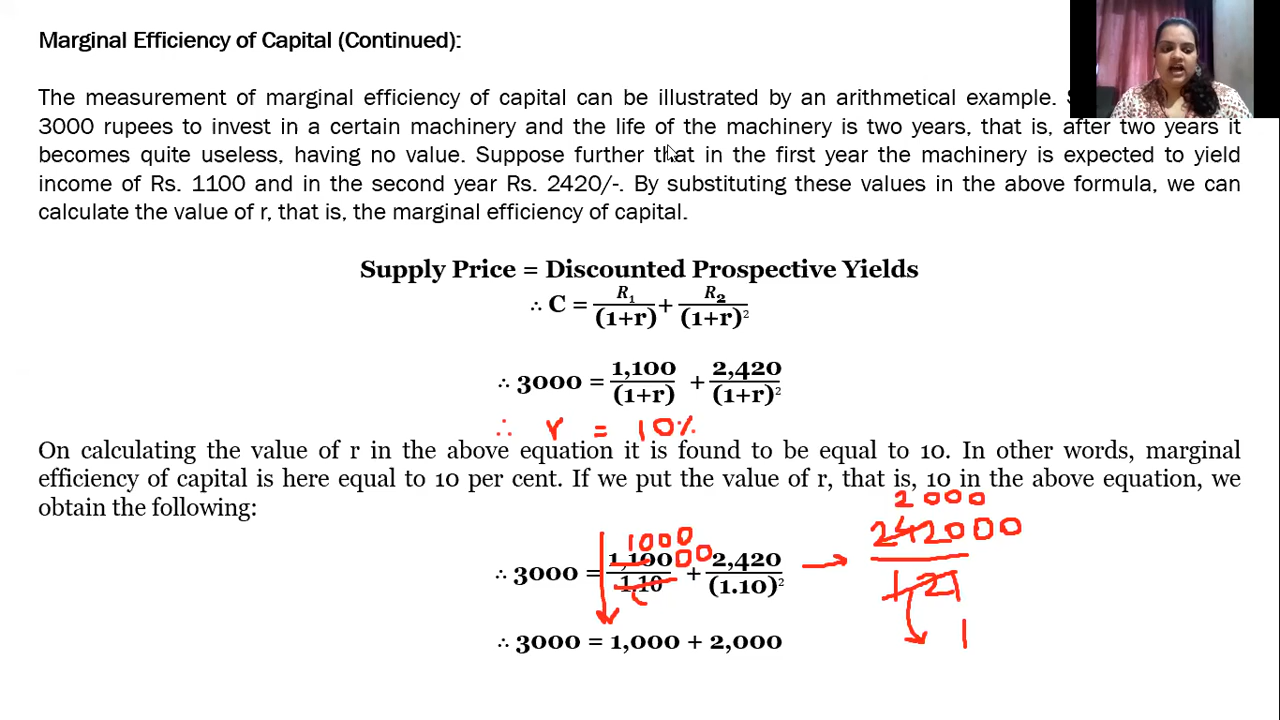 Marginal Efficiency of Capital (Continued):
The measurement of marginal efficiency of capital can be illustrated by an arithmetical example.
3000 rupees to invest in a certain machinery and the life of the machinery is two years, that is, after two years it
becomes quite useless, having no value. Suppose further that in the first year the machinery is expected to yield
income of Rs. 1100 and in the second year Rs. 2420/-. By substituting these values in the above formula, we can
calculate the value of r, that is, the marginal efficiency of capital.
Supply Price = Discounted Prospective Yields
∴ C = R₁/(1+r) + R₂/(1+r)²
∴ 3000 = 1,100/(1+r) + 2,420/(1+r)²
∴ r = 10%
On calculating the value of r in the above equation it is found to be equal to 10. In other words, marginal
efficiency of capital is here equal to 10 per cent. If we put the value of r, that is, 10 in the above equation, we
obtain the following:
2000
1000 242000
∴ 3000 = 1,100 00/1.10 + 2,420/(1.10)² → 121
1
∴ 3000 = 1,000 + 2,000